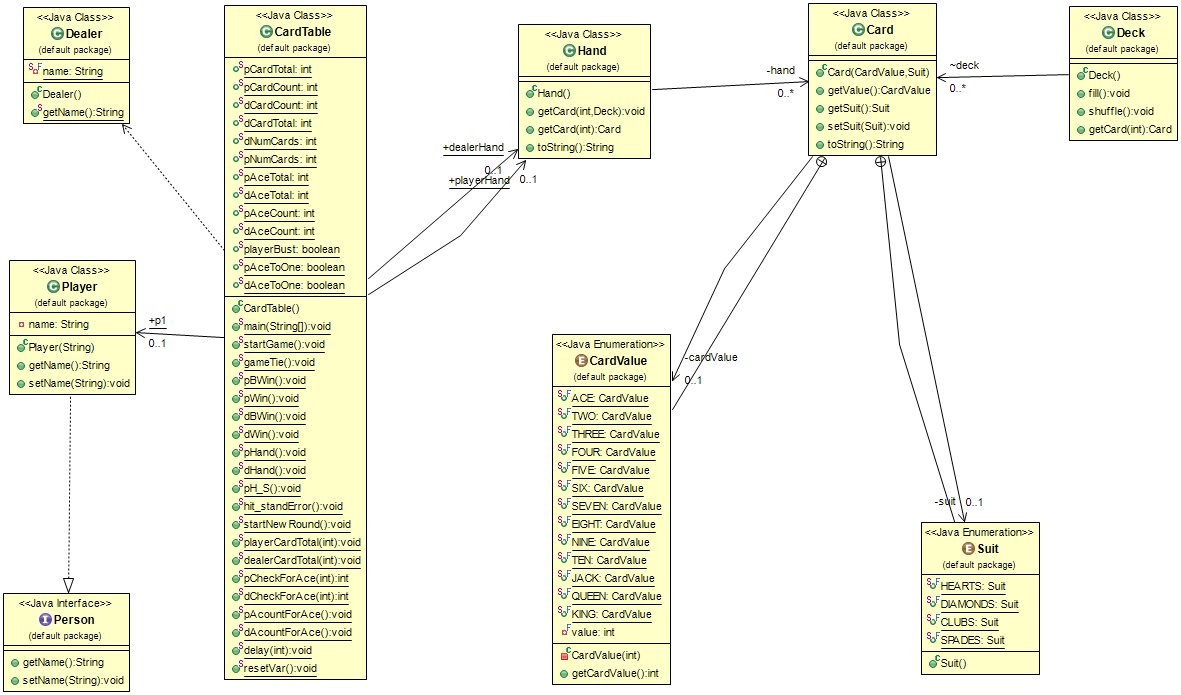 <<Java Class>>
Dealer
(default package)
name: String
Dealer()
getName():String
<<Java Class>>
CardTable
(default package)
pCardTotal: int
pCardCount: int
dCardCount: int
dCardTotal: int
dNumCards: int
pNumCards: int
pAceTotal: int
dAceTotal: int
pAceCount: int
dAceCount: int
playerBust: boolean
pAceToOne: boolean
dAceToOne: boolean
CardTable()
main(String[]):void
startGame():void
gameTie():void
pBWin():void
pWin():void
dBWin():void
dWin():void
pHand():void
dHand():void
pH_S():void
hit_standError():void
startNewRound():void
playerCardTotal(int):void
dealerCardTotal(int):void
pCheckForAce(int):int
dCheckForAce(int):int
pAcountForAce():void
dAcountForAce():void
delay(int):void
resetVar():void
<<Java Class>>
Hand
(default package)
Hand()
getCard(int,Deck):void
getCard(int):Card
toString():String
<<Java Class>>
Card
(default package)
Card(CardValue,Suit)
getValue():CardValue
getSuit():Suit
setSuit(Suit):void
toString():String
<<Java Class>>
Deck
(default package)
Deck()
fill():void
shuffle():void
getCard(int):Card
-hand
0..*
~deck
0..*
+dealerHand
0..1
+playerHand
0..1
<<Java Class>>
Player
(default package)
name: String
Player(String)
getName():String
setName(String):void
+p1
0..1
<<Java Interface>>
Person
(default package)
getName():String
setName(String):void
<<Java Enumeration>>
CardValue
(default package)
ACE: CardValue
TWO: CardValue
THREE: CardValue
FOUR: CardValue
FIVE: CardValue
SIX: CardValue
SEVEN: CardValue
EIGHT: CardValue
NINE: CardValue
TEN: CardValue
JACK: CardValue
QUEEN: CardValue
KING: CardValue
value: int
CardValue(int)
getCardValue():int
-cardValue
0..1
-suit
0..1
<<Java Enumeration>>
Suit
(default package)
HEARTS: Suit
DIAMONDS: Suit
CLUBS: Suit
SPADES: Suit
Suit()